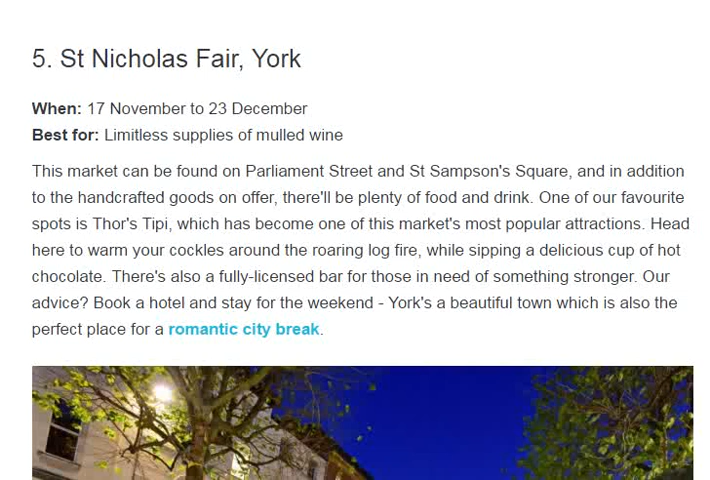 5. St Nicholas Fair, York
When: 17 November to 23 December
Best for: Limitless supplies of mulled wine
This market can be found on Parliament Street and St Sampson's Square, and in addition
to the handcrafted goods on offer, there'll be plenty of food and drink. One of our favourite
spots is Thor's Tipi, which has become one of this market's most popular attractions. Head
here to warm your cockles around the roaring log fire, while sipping a delicious cup of hot
chocolate. There's also a fully-licensed bar for those in need of something stronger. Our
advice? Book a hotel and stay for the weekend - York's a beautiful town which is also the
perfect place for a romantic city break.